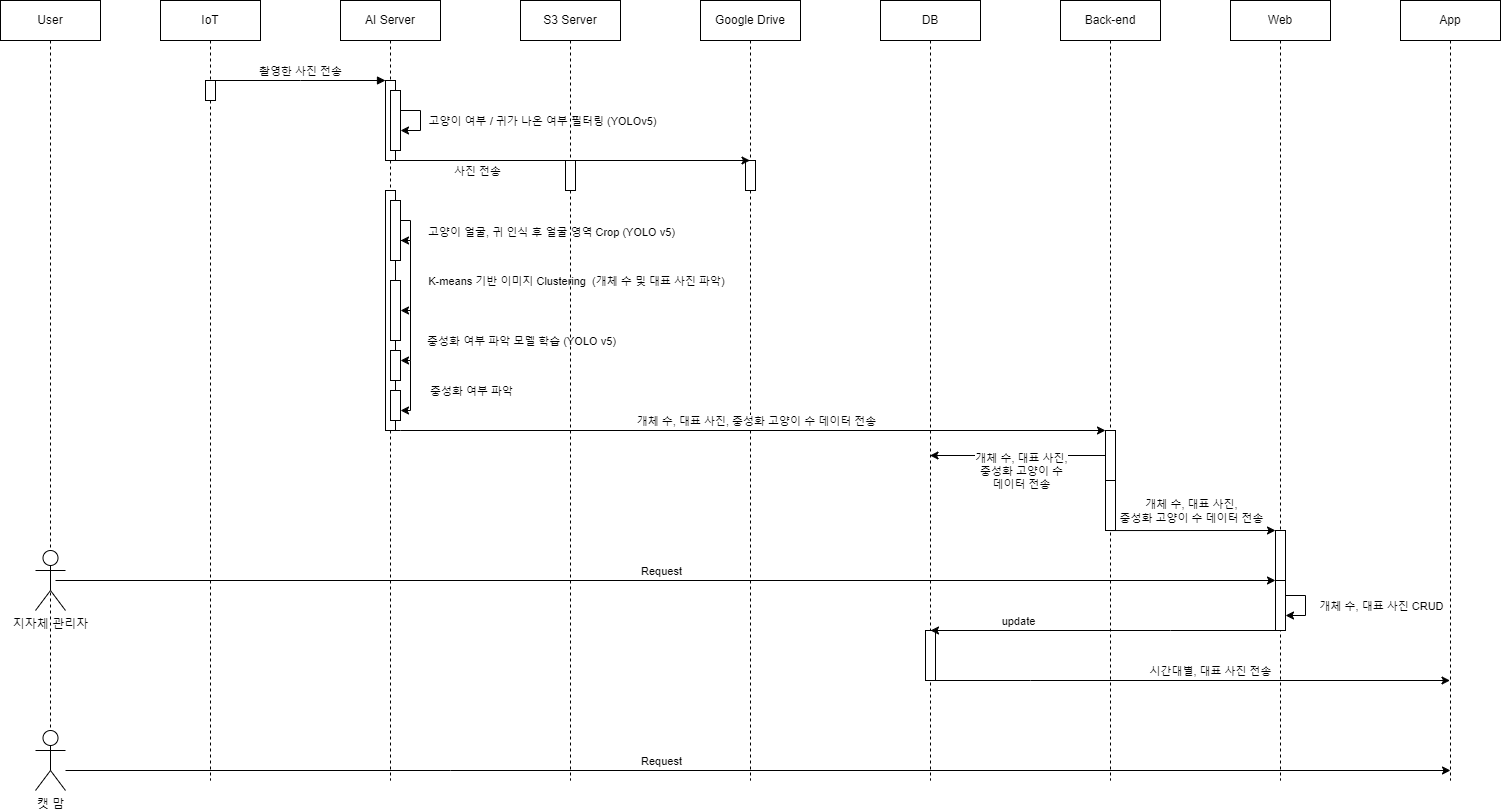 User
IoT
AI Server
S3 Server
Google Drive
DB
Back-end
Web
App
촬영한 사진 전송
고양이 여부 / 귀가 나온 여부 필터링 (YOLOv5)
사진 전송
고양이 얼굴, 귀 인식 후 얼굴 영역 Crop (YOLO v5)
K-means 기반 이미지 Clustering (개체 수 및 대표 사진 파악)
중성화 여부 파악 모델 학습 (YOLO v5)
중성화 여부 파악
개체 수, 대표 사진, 중성화 고양이 수 데이터 전송
개체 수, 대표 사진,
중성화 고양이 수
데이터 전송
개체 수, 대표 사진,
중성화 고양이 수 데이터 전송
Request
지자체 관리자
개체 수, 대표 사진 CRUD
update
시간대별, 대표 사진 전송
Request
캣 맘